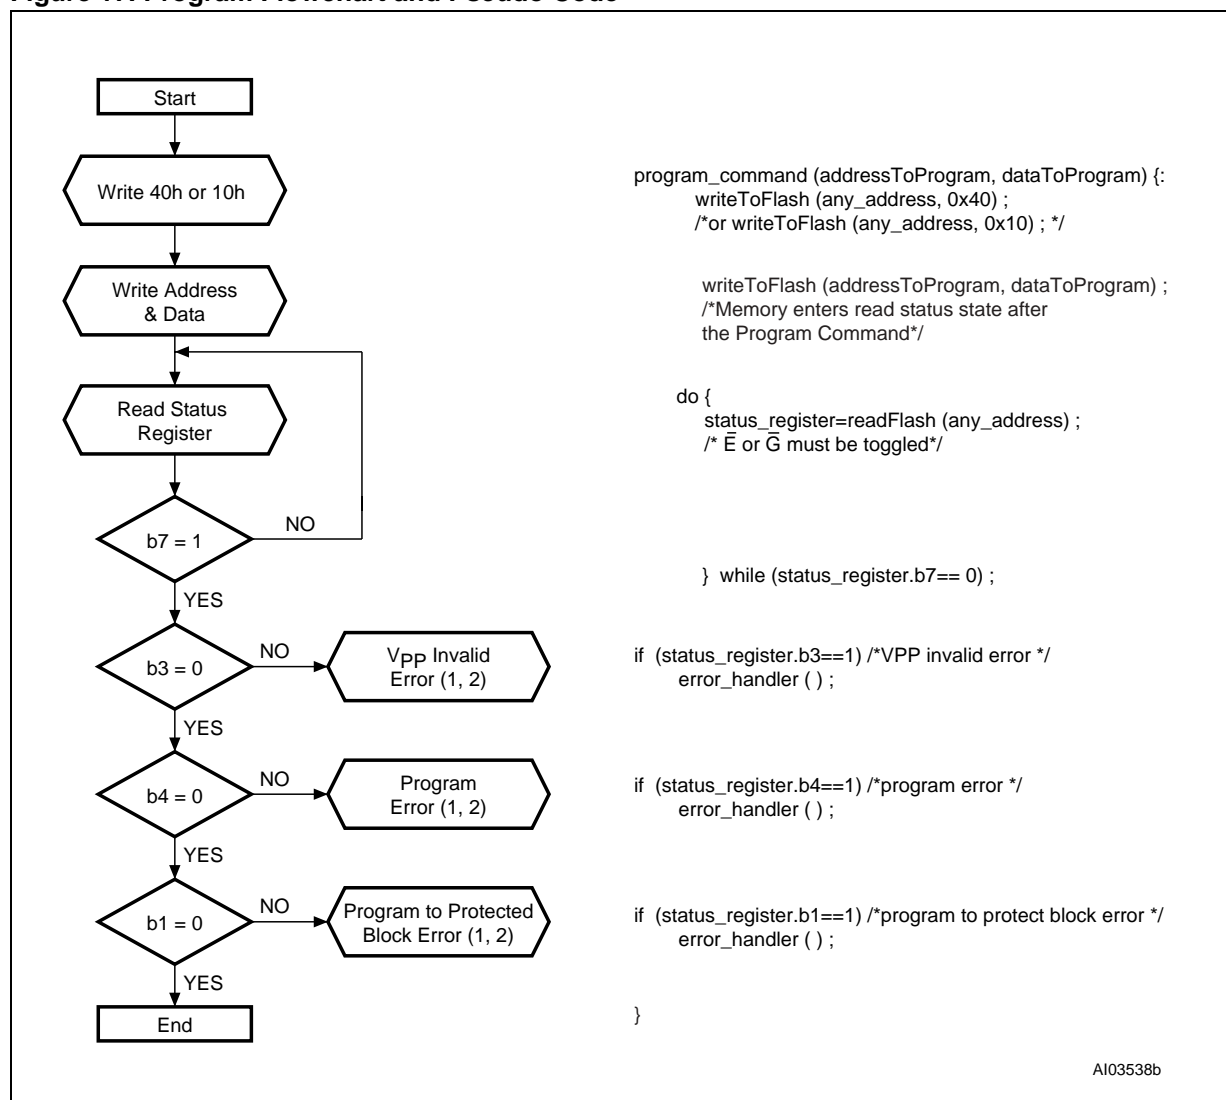 Start
Write 40h or 10h
program_command (addressToProgram, dataToProgram) {:
writeToFlash (any_address, 0x40) ;
/*or writeToFlash (any_address, 0x10) ; */
Write Address
& Data
writeToFlash (addressToProgram, dataToProgram) ;
/*Memory enters read status state after
the Program Command*/
Read Status
Register
do {
status_register=readFlash (any_address) ;
/* E̅ or G̅ must be toggled*/
b7 = 1
NO
YES
} while (status_register.b7== 0) ;
b3 = 0
NO
YES
VPP Invalid
Error (1, 2)
if (status_register.b3==1) /*VPP invalid error */
error_handler ( ) ;
b4 = 0
NO
YES
Program
Error (1, 2)
if (status_register.b4==1) /*program error */
error_handler ( ) ;
b1 = 0
NO
YES
Program to Protected
Block Error (1, 2)
if (status_register.b1==1) /*program to protect block error */
error_handler ( ) ;
End
}
AI03538b